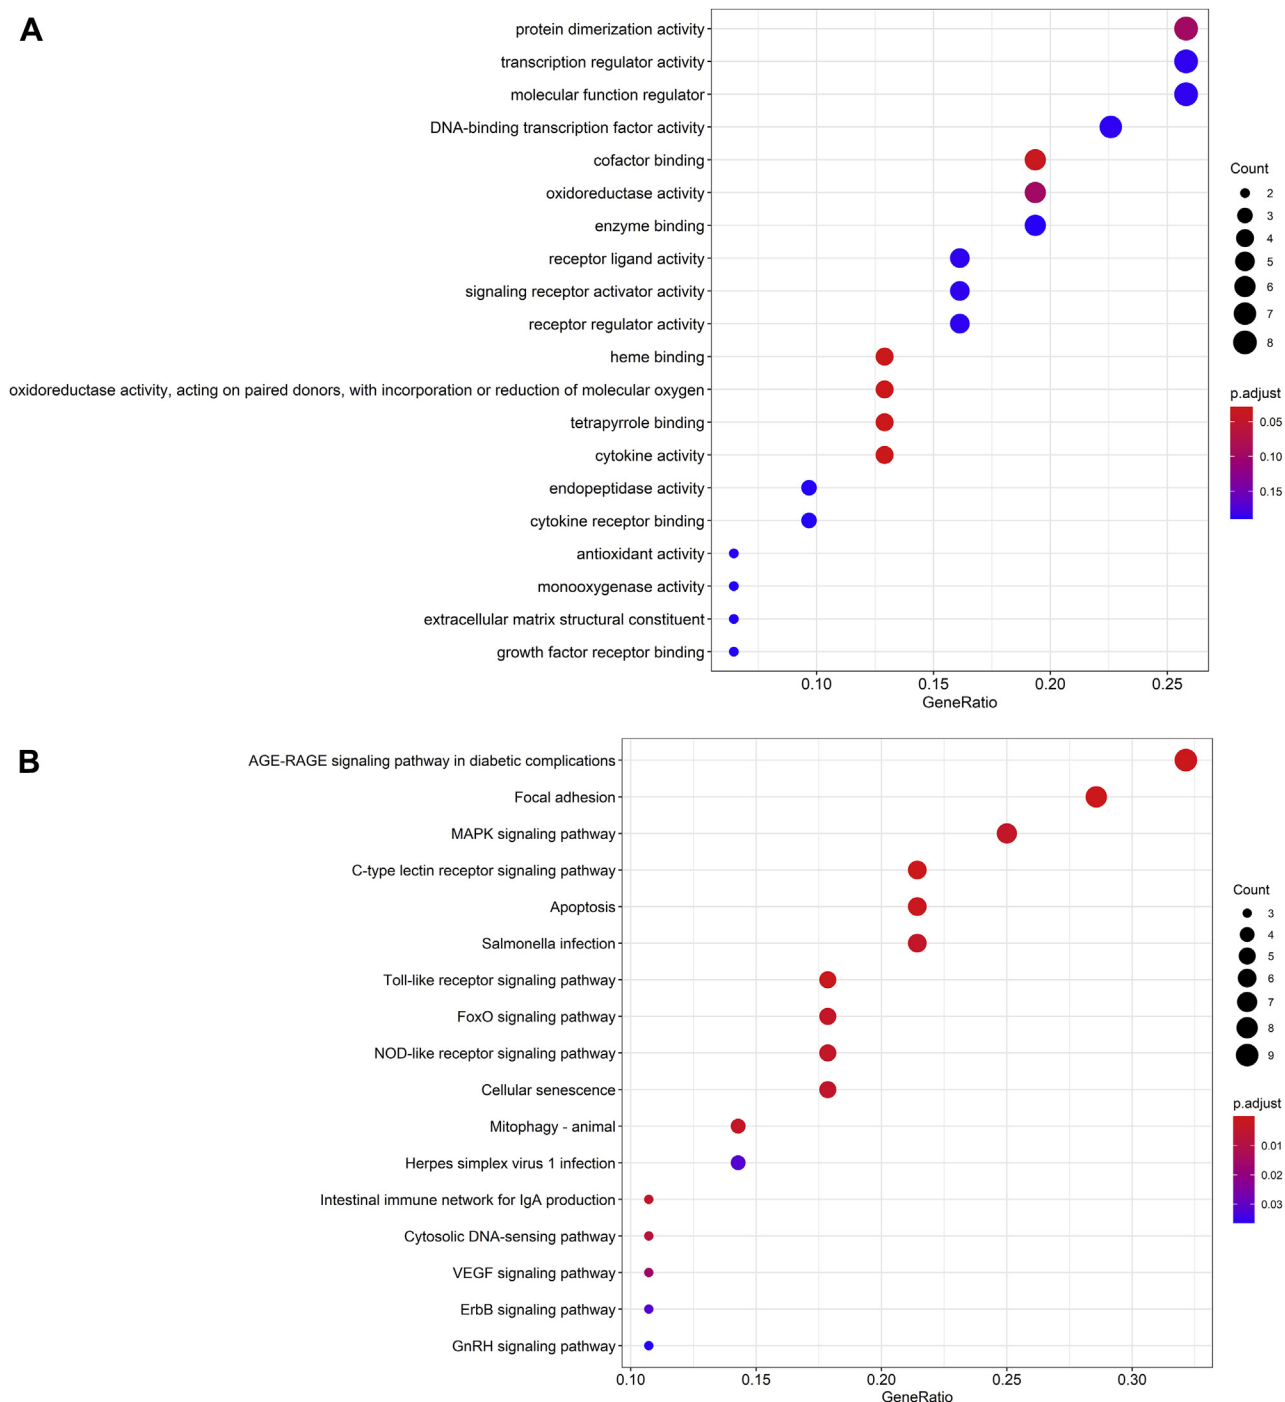 A
protein dimerization activity
transcription regulator activity
molecular function regulator
DNA-binding transcription factor activity
cofactor binding
oxidoreductase activity
enzyme binding
receptor ligand activity
signaling receptor activator activity
receptor regulator activity
heme binding
oxidoreductase activity, acting on paired donors, with incorporation or reduction of molecular oxygen
tetrapyrrole binding
cytokine activity
endopeptidase activity
cytokine receptor binding
antioxidant activity
monooxygenase activity
extracellular matrix structural constituent
growth factor receptor binding
0.10 0.15 0.20 0.25
GeneRatio
Count
2
3
4
5
6
7
8
p.adjust
0.05
0.10
0.15
B
AGE-RAGE signaling pathway in diabetic complications
Focal adhesion
MAPK signaling pathway
C-type lectin receptor signaling pathway
Apoptosis
Salmonella infection
Toll-like receptor signaling pathway
FoxO signaling pathway
NOD-like receptor signaling pathway
Cellular senescence
Mitophagy - animal
Herpes simplex virus 1 infection
Intestinal immune network for IgA production
Cytosolic DNA-sensing pathway
VEGF signaling pathway
ErbB signaling pathway
GnRH signaling pathway
0.10 0.15 0.20 0.25 0.30
GeneRatio
Count
3
4
5
6
7
8
9
p.adjust
0.01
0.02
0.03